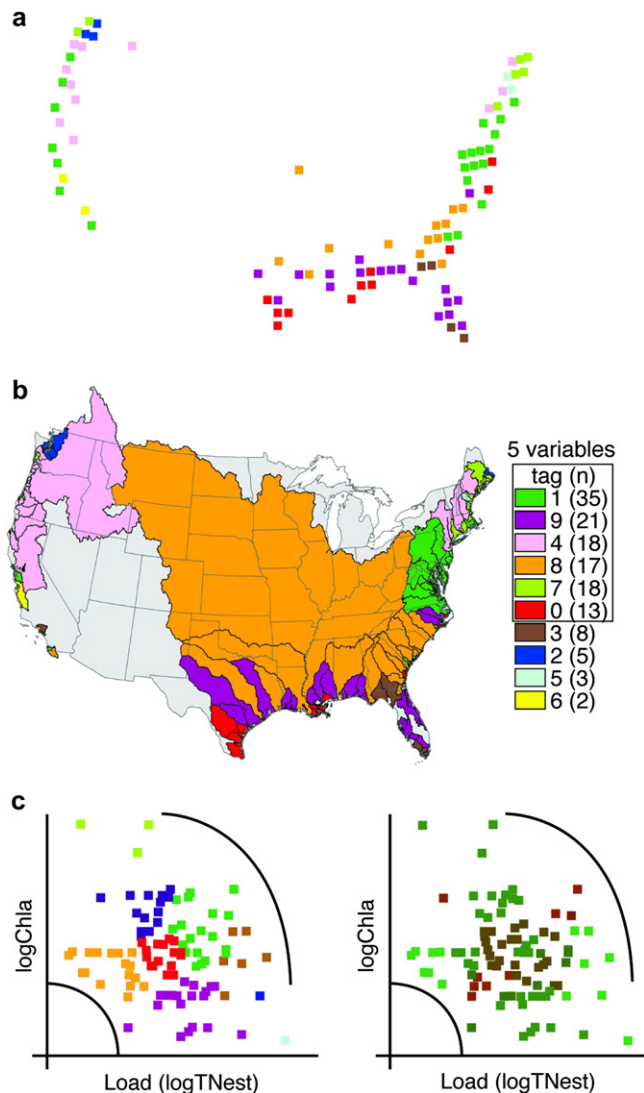 a
b
5 variables
tag (n)
1 (35)
9 (21)
4 (18)
8 (17)
7 (18)
0 (13)
3 (8)
2 (5)
5 (3)
6 (2)
c
logChla
Load (logTNest)
logChla
Load (logTNest)